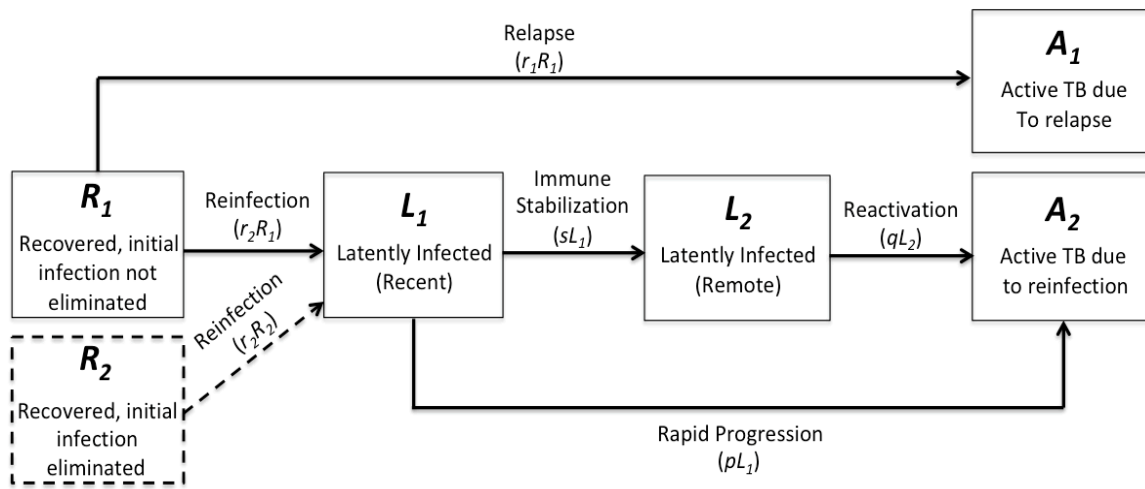 Relapse
(r₁R₁)
A₁
Active TB due
To relapse
R₁
Recovered, initial
infection not
eliminated
Reinfection
(r₂R₁)
L₁
Latently Infected
(Recent)
Immune
Stabilization
(sL₁)
L₂
Latently Infected
(Remote)
Reactivation
(qL₂)
A₂
Active TB due
to reinfection
R₂
Recovered, initial
infection
eliminated
Reinfection
(r₂R₂)
Rapid Progression
(pL₁)